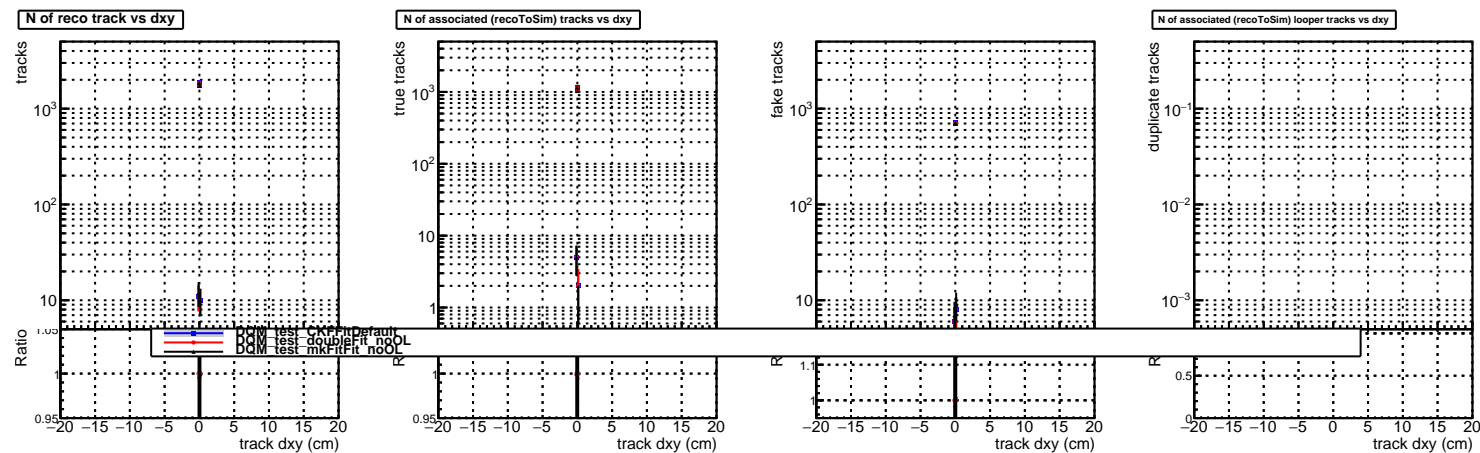 N of reco track vs dxy
N of associated (recoToSim) tracks vs dxy
N of associated (recoToSim) looper tracks vs dxy
tracks
10³
10²
10
Ratio
1.05
1
0.95
−20 −15 −10 −5 0 5 10 15 20
track dxy (cm)
true tracks
10³
10²
10
1
1
0.95
−20 −15 −10 −5 0 5 10 15 20
track dxy (cm)
fake tracks
10³
10²
10
1.1
1
−20 −15 −10 −5 0 5 10 15 20
track dxy (cm)
duplicate tracks
10⁻¹
10⁻²
10⁻³
0.5
0
−20 −15 −10 −5 0 5 10 15 20
track dxy (cm)
DQM_test_CKFFitDefault
DQM_test_doubleFit_noOL
DQM_test_mkFitFit_noOL